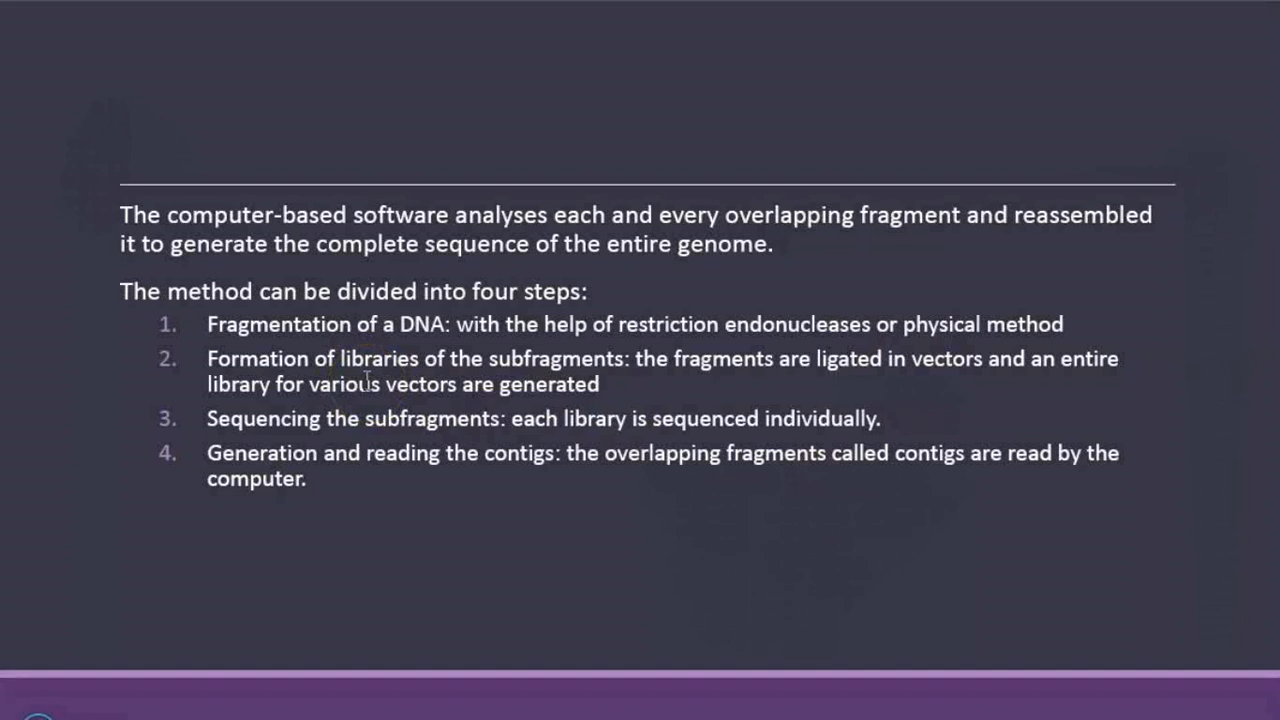 The computer-based software analyses each and every overlapping fragment and reassembled
it to generate the complete sequence of the entire genome.
The method can be divided into four steps:
1. Fragmentation of a DNA: with the help of restriction endonucleases or physical method
2. Formation of libraries of the subfragments: the fragments are ligated in vectors and an entire
library for various vectors are generated
3. Sequencing the subfragments: each library is sequenced individually.
4. Generation and reading the contigs: the overlapping fragments called contigs are read by the
computer.